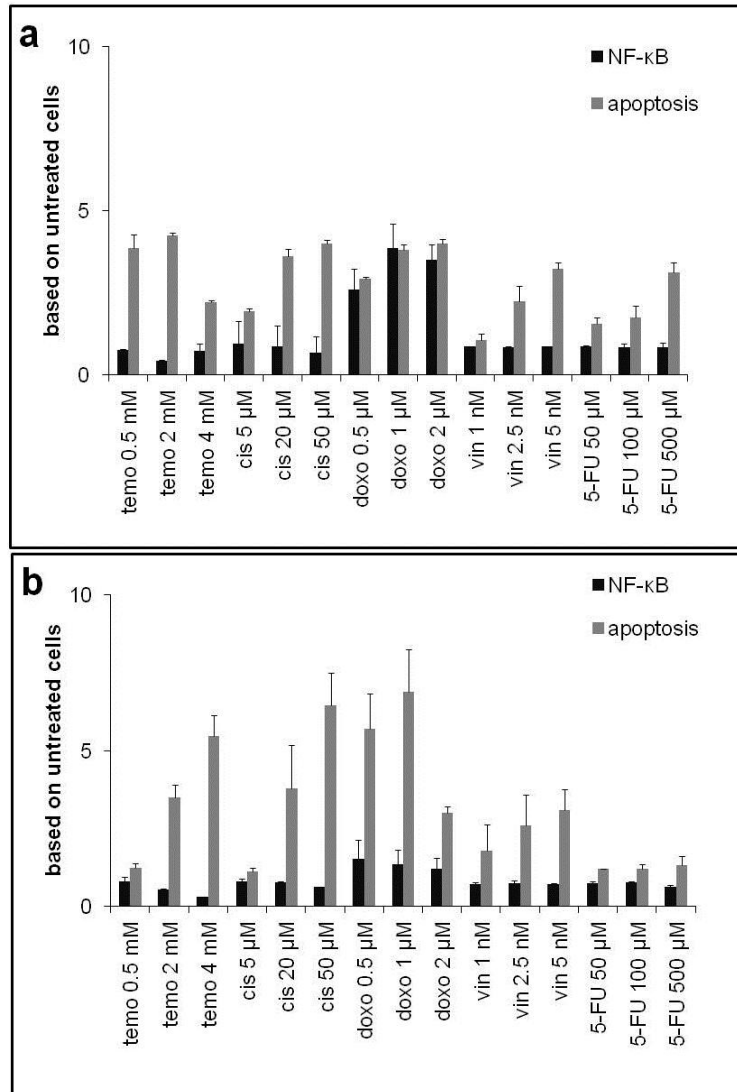 a
10
5
0
based on untreated cells
NF-κB
apoptosis
temo 0.5 mM
temo 2 mM
temo 4 mM
cis 5 µM
cis 20 µM
cis 50 µM
doxo 0.5 µM
doxo 1 µM
doxo 2 µM
vin 1 nM
vin 2.5 nM
vin 5 nM
5-FU 50 µM
5-FU 100 µM
5-FU 500 µM
b
10
5
0
based on untreated cells
NF-κB
apoptosis
temo 0.5 mM
temo 2 mM
temo 4 mM
cis 5 µM
cis 20 µM
cis 50 µM
doxo 0.5 µM
doxo 1 µM
doxo 2 µM
vin 1 nM
vin 2.5 nM
vin 5 nM
5-FU 50 µM
5-FU 100 µM
5-FU 500 µM